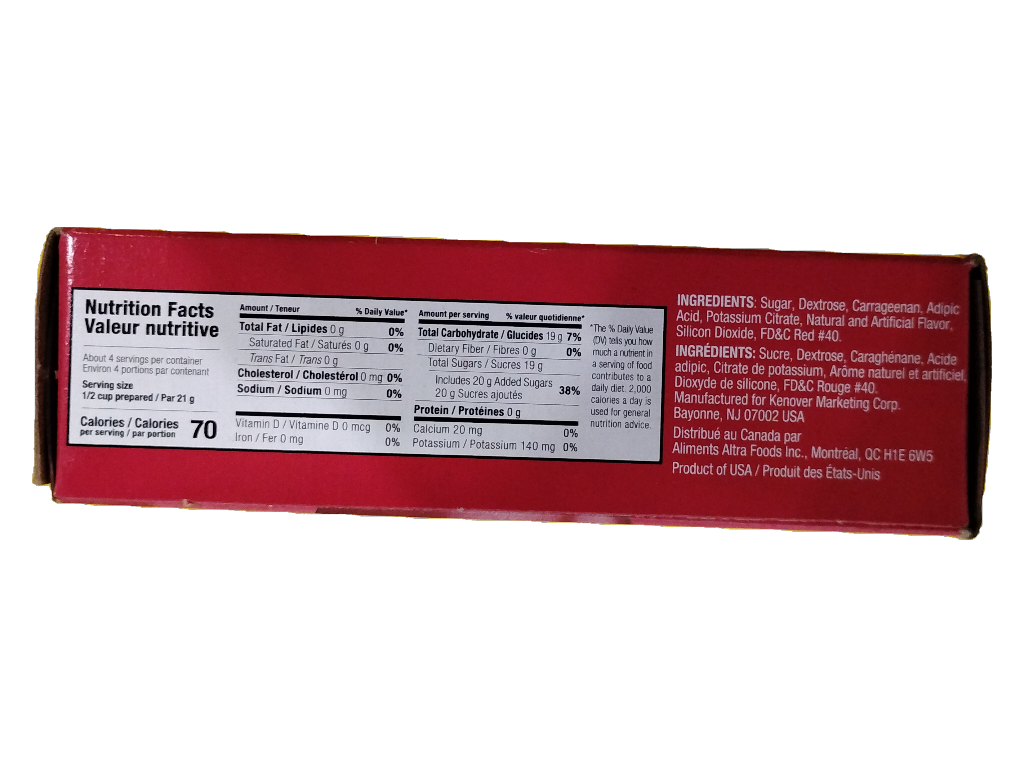 Nutrition Facts
Valeur nutritive
About 4 servings per container
Environ 4 portions par contenant
Serving size
1/2 cup prepared / Par 21 g
Calories / Calories 70
per serving / par portion
Amount / Teneur % Daily Value*
Total Fat / Lipides 0 g 0%
Saturated Fat / Saturés 0 g 0%
Trans Fat / Trans 0 g
Cholesterol / Cholestérol 0 mg 0%
Sodium / Sodium 0 mg 0%
Vitamin D / Vitamine D 0 mcg 0%
Iron / Fer 0 mg 0%
Amount per serving % valeur quotidienne*
Total Carbohydrate / Glucides 19 g 7%
Dietary Fiber / Fibres 0 g 0%
Total Sugars / Sucres 19 g
Includes 20 g Added Sugars
20 g Sucres ajoutés 38%
Protein / Protéines 0 g
Calcium 20 mg 0%
Potassium / Potassium 140 mg 0%
*The % Daily Value
(DV) tells you how
much a nutrient in
a serving of food
contributes to a
daily diet. 2,000
calories a day is
used for general
nutrition advice.
INGREDIENTS: Sugar, Dextrose, Carrageenan, Adipic
Acid, Potassium Citrate, Natural and Artificial Flavor,
Silicon Dioxide, FD&C Red #40.
INGRÉDIENTS: Sucre, Dextrose, Caraghénane, Acide
adipic, Citrate de potassium, Arôme naturel et artificiel,
Dioxyde de silicone, FD&C Rouge #40.
Manufactured for Kenover Marketing Corp.
Bayonne, NJ 07002 USA
Distribué au Canada par
Aliments Altra Foods Inc., Montréal, QC H1E 6W5
Product of USA / Produit des États-Unis